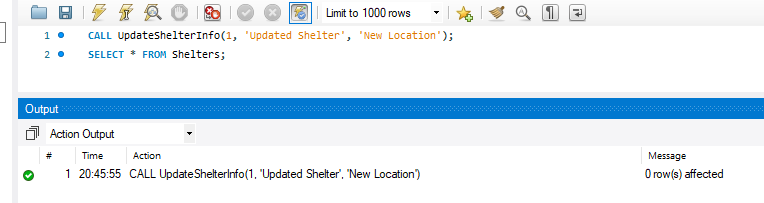 Limit to 1000 rows
1 CALL UpdateShelterInfo(1, 'Updated Shelter', 'New Location');
2 SELECT * FROM Shelters;
Output
Action Output
# Time Action Message
1 20:45:55 CALL UpdateShelterInfo(1, 'Updated Shelter', 'New Location') 0 row(s) affected